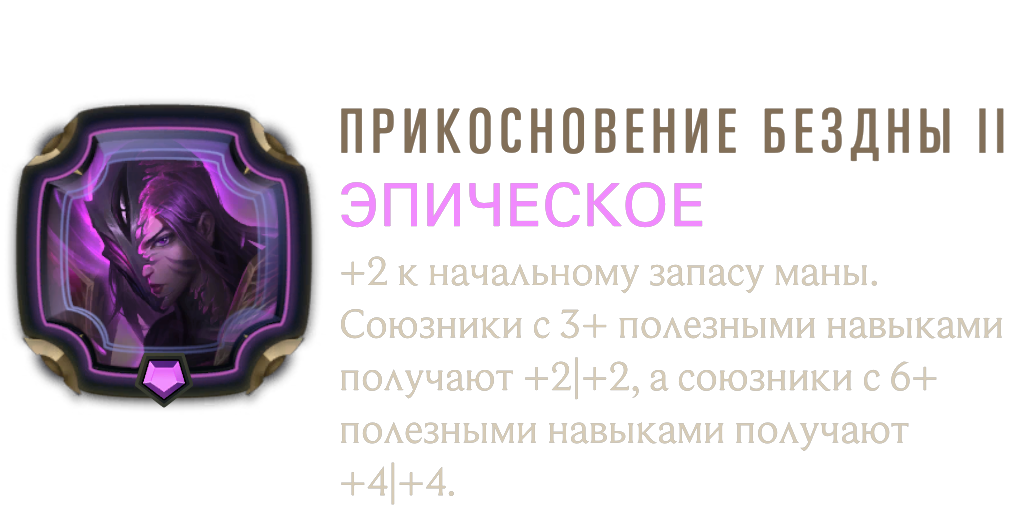 ПРИКОСНОВЕНИЕ БЕЗДНЫ II
ЭПИЧЕСКОЕ
+2 к начальному запасу маны.
Союзники с 3+ полезными навыками
получают +2|+2, а союзники с 6+
полезными навыками получают
+4|+4.